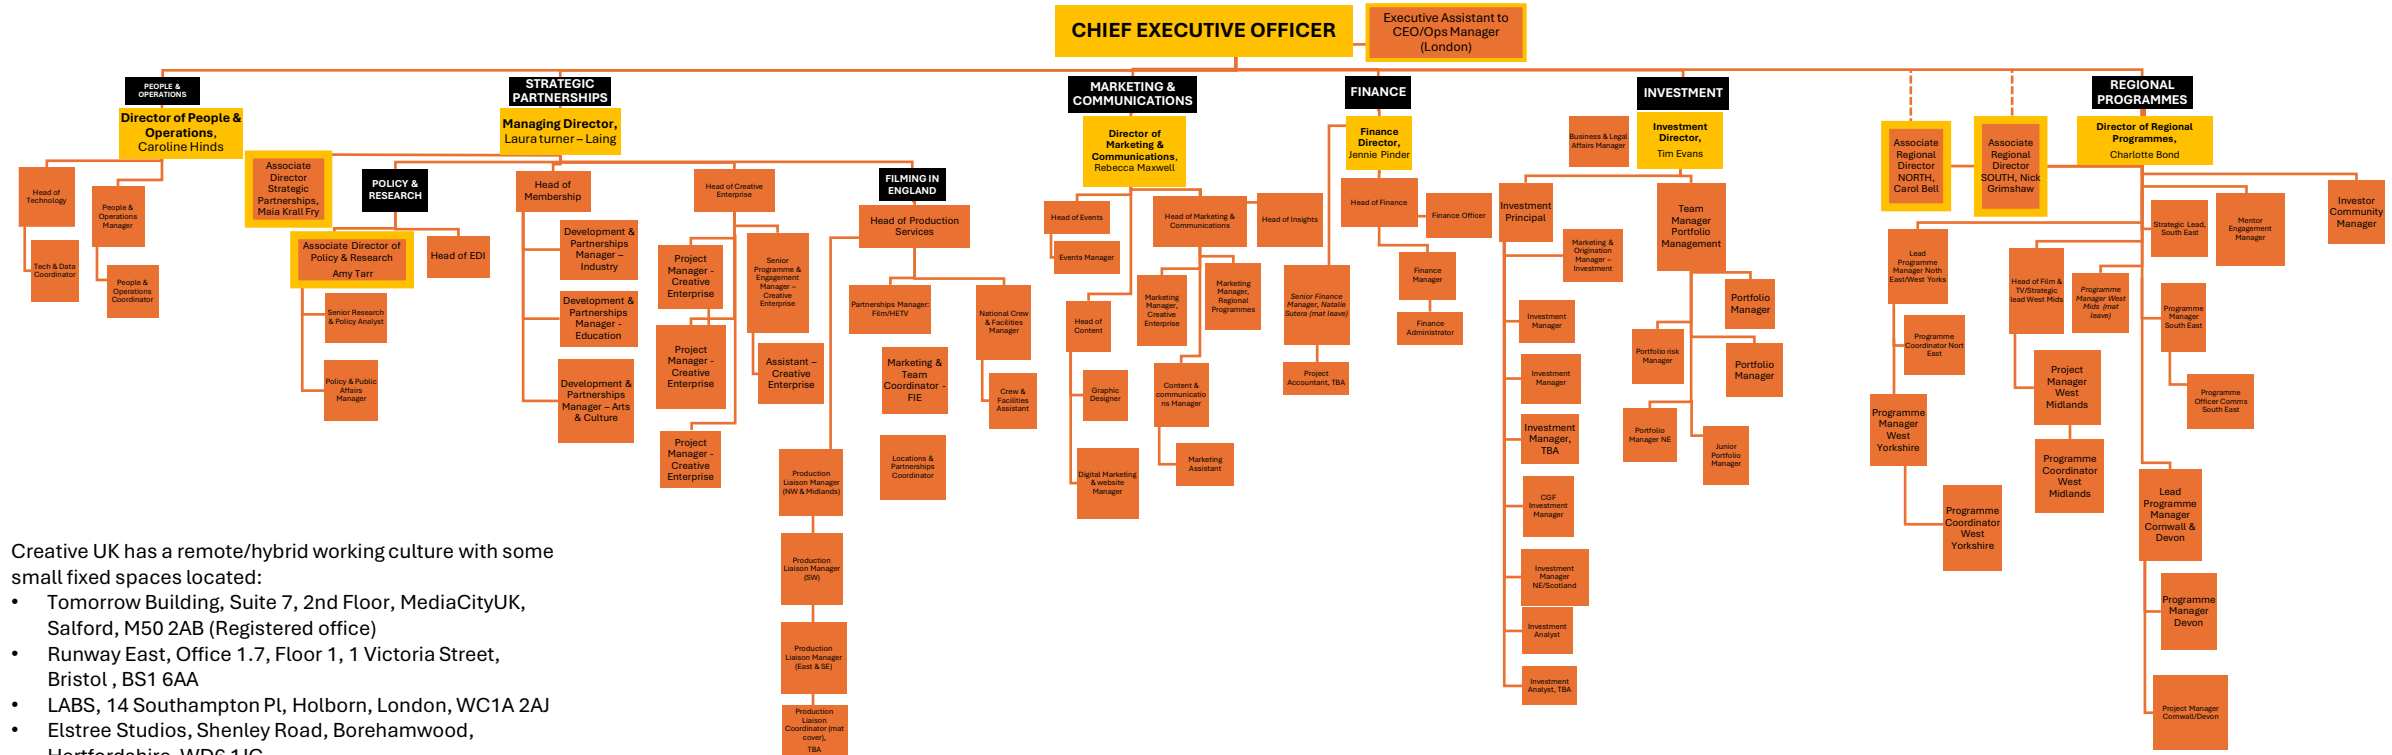 CHIEF EXECUTIVE OFFICER
Executive Assistant to
CEO/Ops Manager
(London)
PEOPLE &
OPERATIONS
Director of People &
Operations,
Caroline Hinds
Head of
Technology
Tech & Data
Coordinator
People &
Operations
Manager
People &
Operations
Coordinator
STRATEGIC
PARTNERSHIPS
Managing Director,
Laura turner – Laing
Associate
Director
Strategic
Partnerships,
Maia Krall Fry
POLICY &
RESEARCH
Associate Director of
Policy & Research
Amy Tarr
Head of EDI
Senior Research
& Policy Analyst
Policy & Public
Affairs
Manager
Head of
Membership
Development &
Partnerships
Manager –
Industry
Development &
Partnerships
Manager -
Education
Development &
Partnerships
Manager – Arts
& Culture
Head of Creative
Enterprise
Project
Manager -
Creative
Enterprise
Project
Manager -
Creative
Enterprise
Project
Manager -
Creative
Enterprise
Senior
Programme &
Engagement
Manager –
Creative
Enterprise
Assistant –
Creative
Enterprise
FILMING IN
ENGLAND
Head of Production
Services
Partnerships Manager:
Film/HETV
Marketing &
Team
Coordinator -
FIE
Locations &
Partnerships
Coordinator
National Crew
& Facilities
Manager
Crew &
Facilities
Assistant
Production
Liaison Manager
(NW & Midlands)
Production
Liaison Manager
(SW)
Production
Liaison Manager
(East & SE)
Production
Liaison
Coordinator (mat
cover),
TBA
MARKETING &
COMMUNICATIONS
Director of
Marketing &
Communications,
Rebecca Maxwell
Head of Events
Events Manager
Head of
Content
Graphic
Designer
Digital Marketing
& website
Manager
Head of Marketing &
Communications
Head of Insights
Marketing
Manager,
Creative
Enterprise
Marketing
Manager,
Regional
Programmes
Content &
communicatio
ns Manager
Marketing
Assistant
FINANCE
Finance
Director,
Jennie Pinder
Head of Finance
Finance Officer
Finance
Manager
Finance
Administrator
Senior Finance
Manager, Natalie
Sutera (mat leave)
Project
Accountant, TBA
INVESTMENT
Business & Legal
Affairs Manager
Investment
Director,
Tim Evans
Investment
Principal
Marketing &
Origination
Manager –
Investment
Investment
Manager
Investment
Manager
Investment
Manager,
TBA
CGF
Investment
Manager
Investment
Manager
NE/Scotland
Investment
Analyst
Investment
Analyst, TBA
Team
Manager
Portfolio
Management
Portfolio
Manager
Portfolio risk
Manager
Portfolio
Manager
Portfolio
Manager NE
Junior
Portfolio
Manager
REGIONAL
PROGRAMMES
Associate
Regional
Director
NORTH,
Carol Bell
Associate
Regional
Director
SOUTH, Nick
Grimshaw
Director of Regional
Programmes,
Charlotte Bond
Lead
Programme
Manager Noth
East/West Yorks
Programme
Coordinator Nort
East
Programme
Manager
West
Yorkshire
Programme
Coordinator
West
Yorkshire
Head of Film &
TV/Strategic
lead West Mids
Programme
Manager West
Mids (mat
leave)
Project
Manager
West
Midlands
Programme
Coordinator
West
Midlands
Strategic Lead,
South East
Programme
Manager
South East
Programme
Officer Comms
South East
Mentor
Engagement
Manager
Investor
Community
Manager
Lead
Programme
Manager
Cornwall &
Devon
Programme
Manager
Devon
Project Manager
Cornwall/Devon
Creative UK has a remote/hybrid working culture with some
small fixed spaces located:
• Tomorrow Building, Suite 7, 2nd Floor, MediaCityUK,
Salford, M50 2AB (Registered office)
• Runway East, Office 1.7, Floor 1, 1 Victoria Street,
Bristol , BS1 6AA
• LABS, 14 Southampton Pl, Holborn, London, WC1A 2AJ
• Elstree Studios, Shenley Road, Borehamwood,
Hertfordshire, WD6 1JG